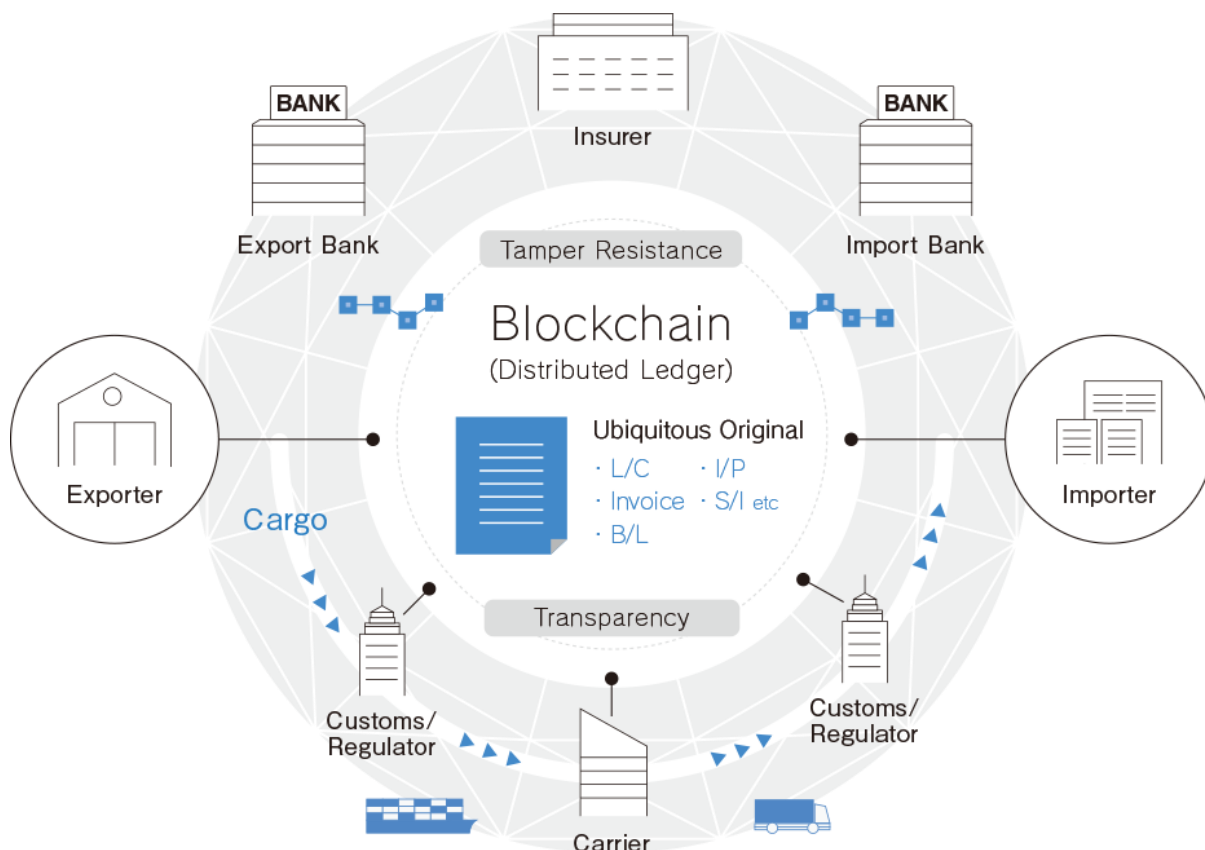 BANK
BANK
Insurer
Export Bank
Import Bank
Tamper Resistance
Blockchain
(Distributed Ledger)
Ubiquitous Original
· L/C · I/P
· Invoice · S/I etc
· B/L
Exporter
Importer
Cargo
Transparency
Customs/
Regulator
Customs/
Regulator
Carrier